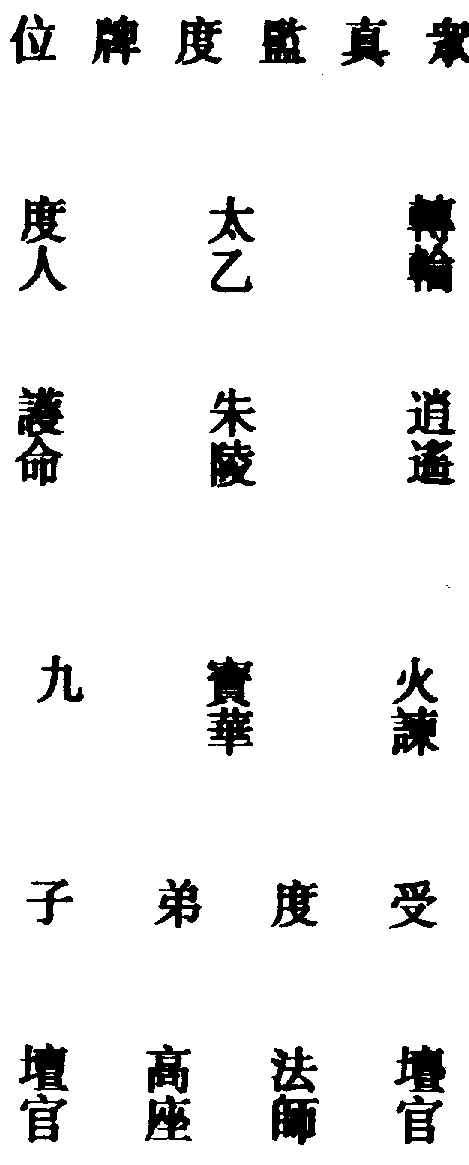 衆真監度牌位
轉輪 太乙 度人
逍遙 朱陵 護命
火諫 寶華 九
受度弟子
壇官 法師 高座 壇官